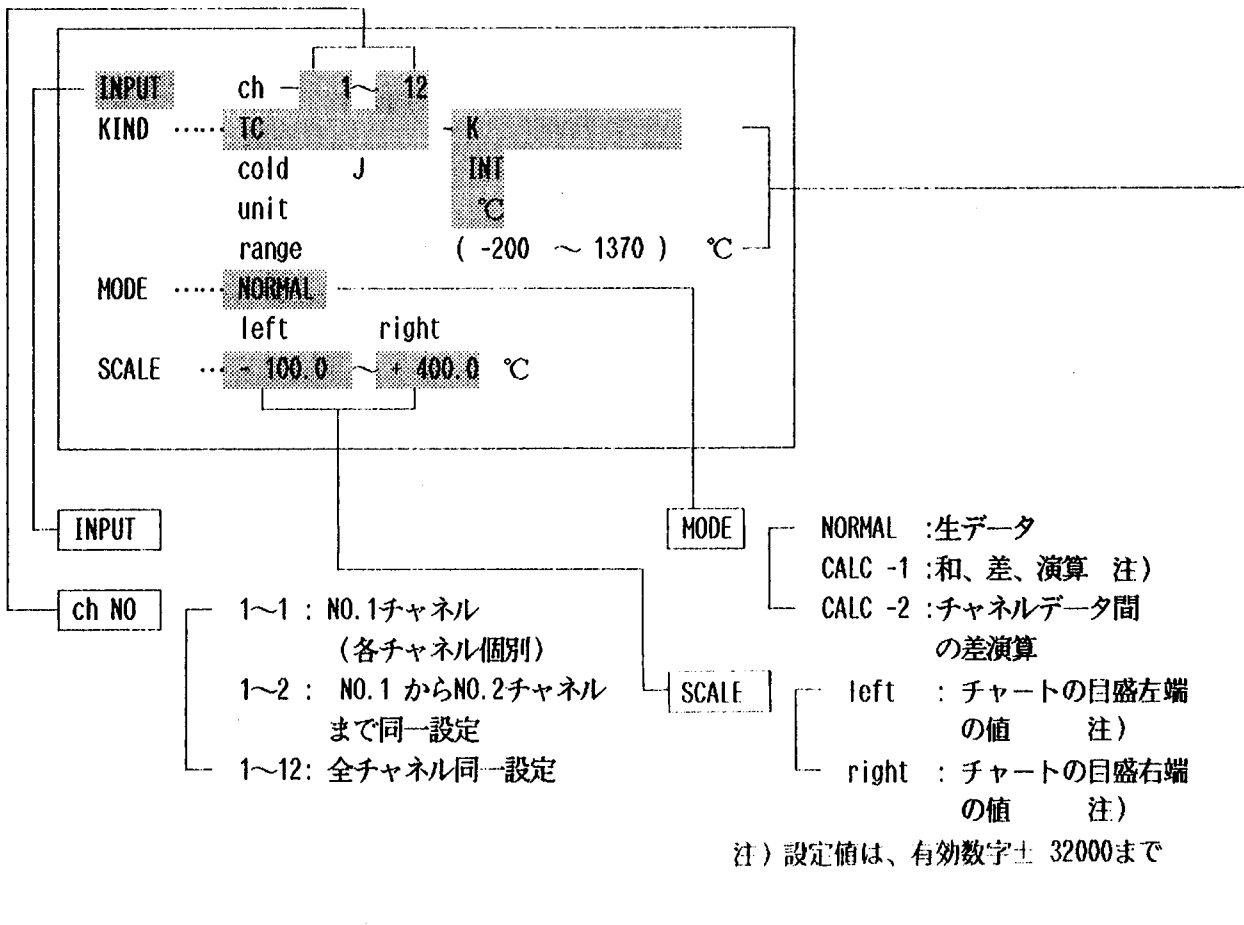 INPUT ch － 1～ 12
KIND …… TC － K
cold J INT
unit ℃
range ( -200 ～ 1370 ) ℃
MODE …… NORMAL
left right
SCALE … - 100.0 ～ + 400.0 ℃
INPUT
ch NO
1～1 : NO.1チャネル
(各チャネル個別)
1～2 : NO.1 からNO.2チャネル
まで同一設定
1～12: 全チャネル同一設定
MODE
NORMAL :生データ
CALC -1 :和、差、演算 注)
CALC -2 :チャネルデータ間
の差演算
SCALE
left : チャートの目盛左端
の値 注)
right : チャートの目盛右端
の値 注)
注) 設定値は、有効数字± 32000まで